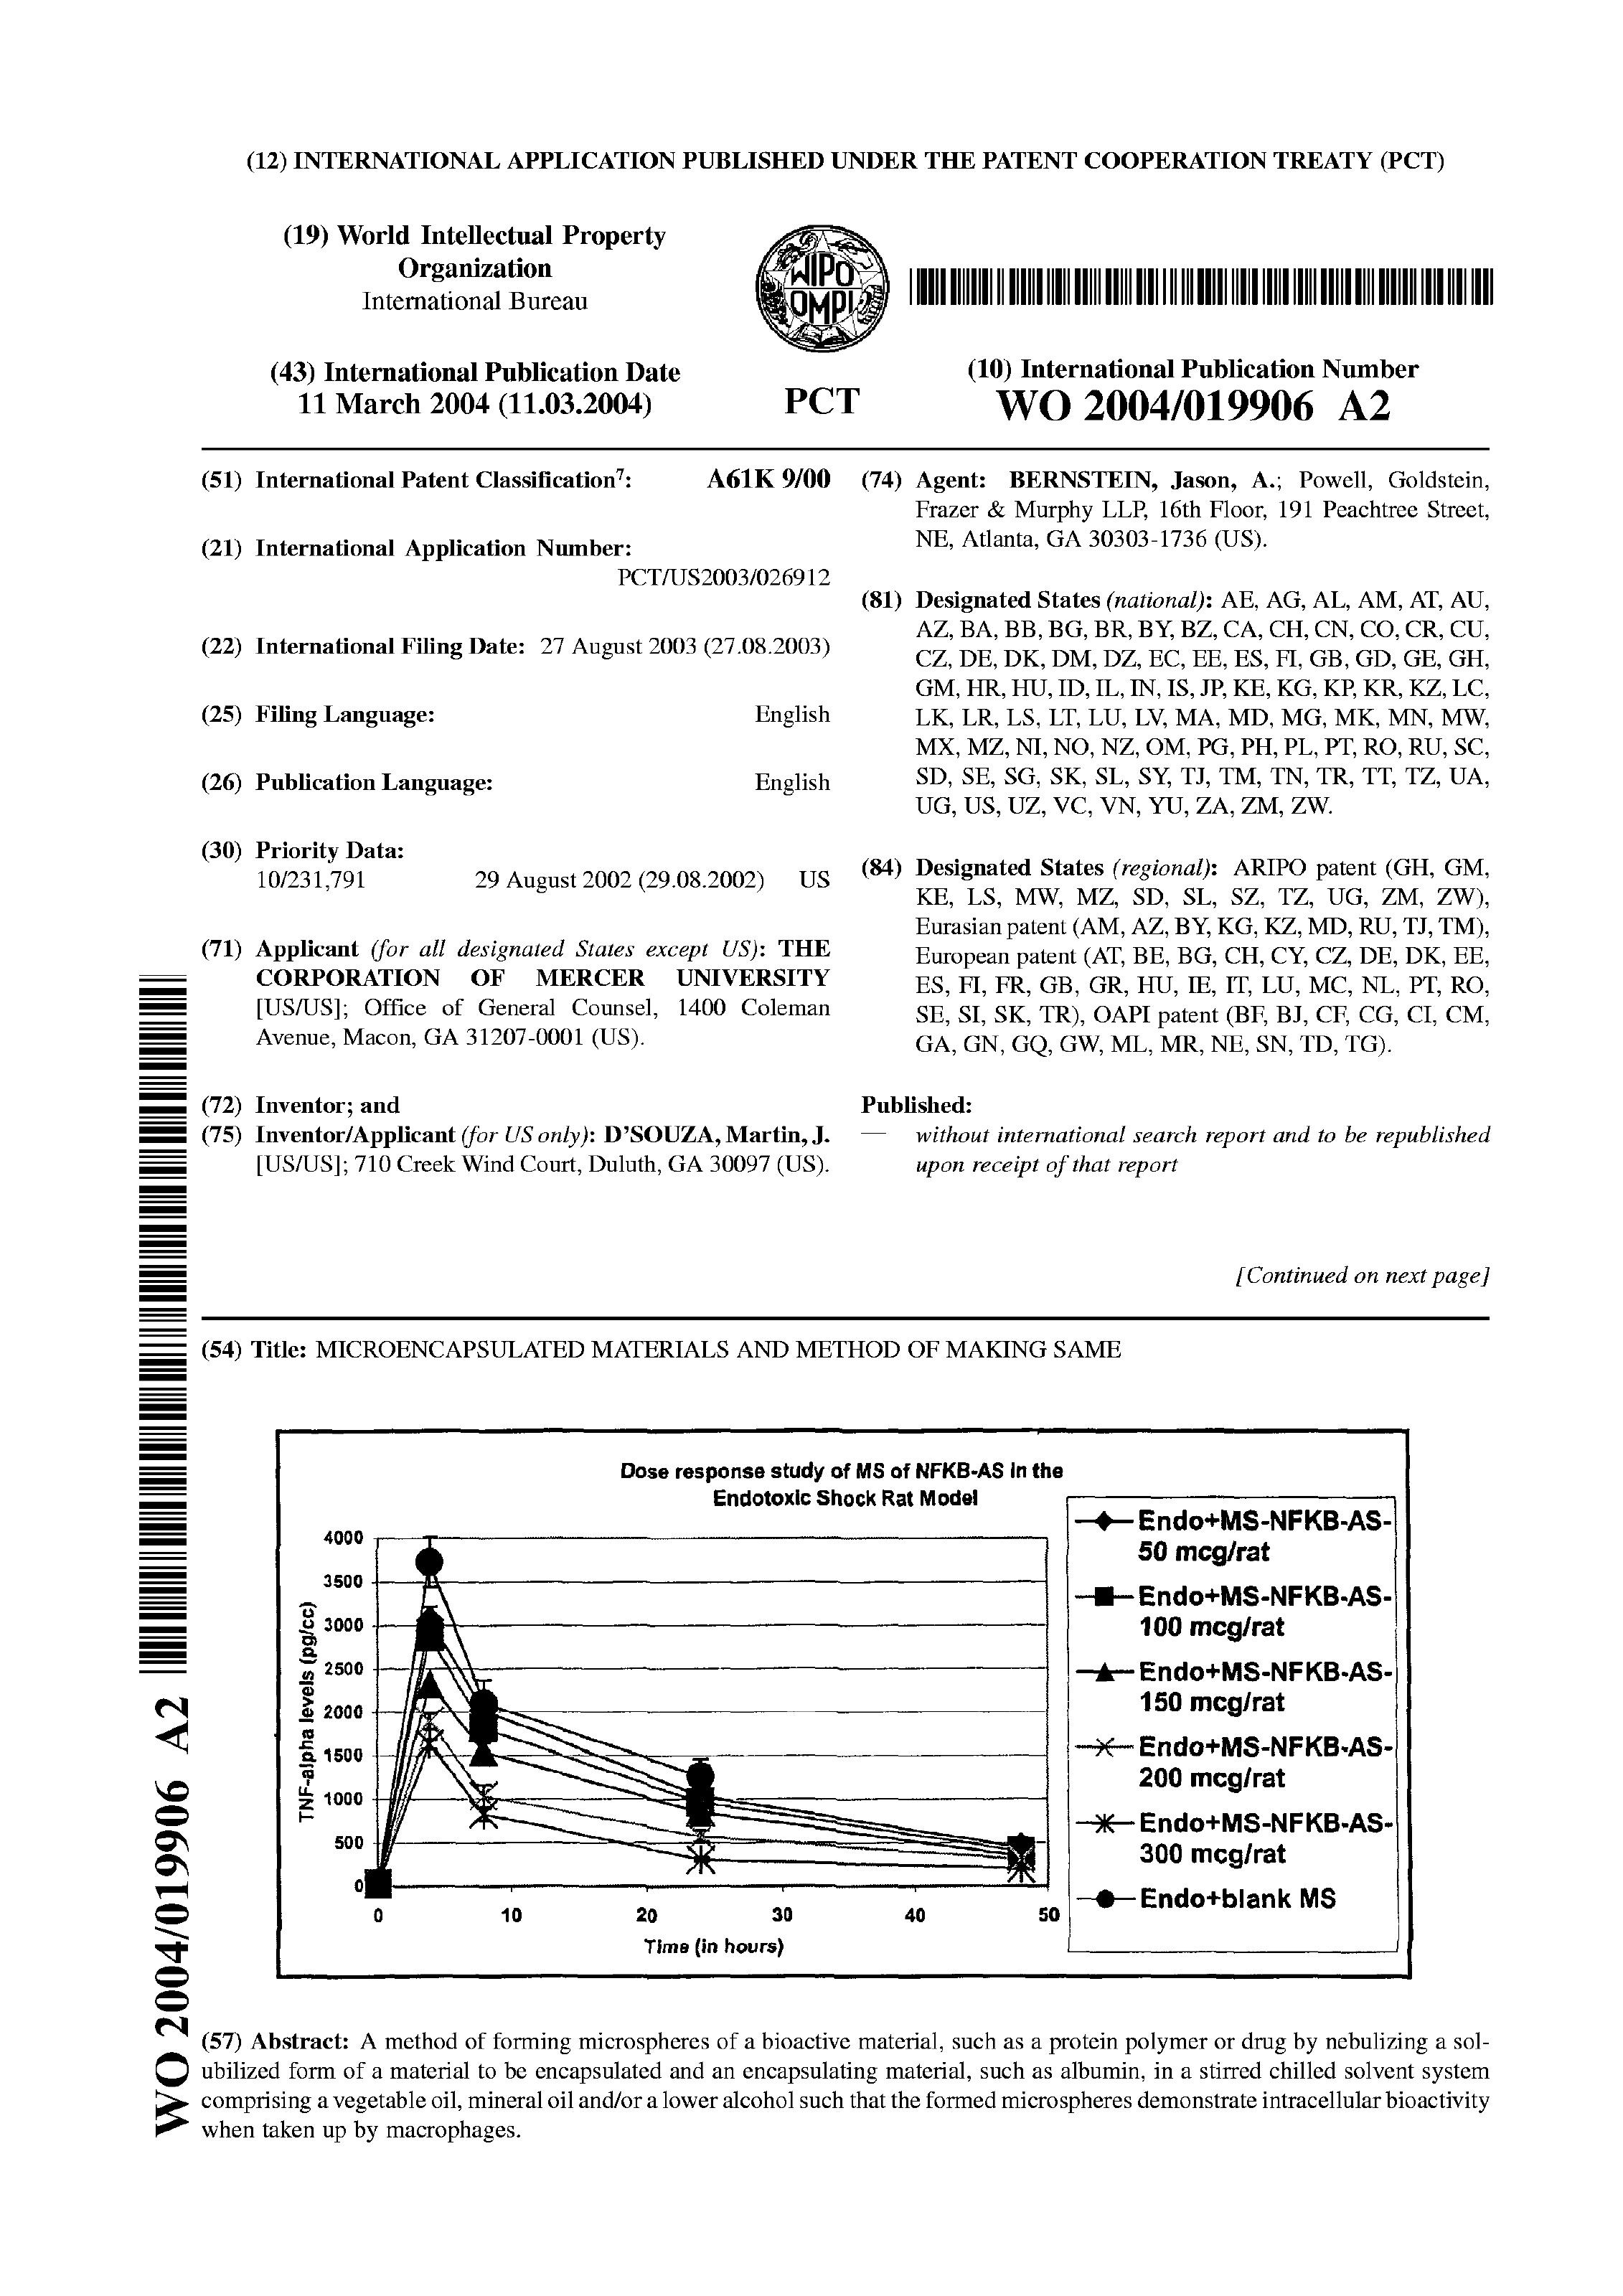 (12) INTERNATIONAL APPLICATION PUBLISHED UNDER THE PATENT COOPERATION TREATY (PCT)
(19) World Intellectual Property
Organization
International Bureau
WIPO
OMPI
(43) International Publication Date
11 March 2004 (11.03.2004)
PCT
(10) International Publication Number
WO 2004/019906 A2
(51) International Patent Classification7: A61K 9/00
(21) International Application Number:
PCT/US2003/026912
(22) International Filing Date: 27 August 2003 (27.08.2003)
(25) Filing Language: English
(26) Publication Language: English
(30) Priority Data:
10/231,791 29 August 2002 (29.08.2002) US
(71) Applicant (for all designated States except US): THE
CORPORATION OF MERCER UNIVERSITY
[US/US]; Office of General Counsel, 1400 Coleman
Avenue, Macon, GA 31207-0001 (US).
(72) Inventor; and
(75) Inventor/Applicant (for US only): D'SOUZA, Martin, J.
[US/US]; 710 Creek Wind Court, Duluth, GA 30097 (US).
(74) Agent: BERNSTEIN, Jason, A.; Powell, Goldstein,
Frazer & Murphy LLP, 16th Floor, 191 Peachtree Street,
NE, Atlanta, GA 30303-1736 (US).
(81) Designated States (national): AE, AG, AL, AM, AT, AU,
AZ, BA, BB, BG, BR, BY, BZ, CA, CH, CN, CO, CR, CU,
CZ, DE, DK, DM, DZ, EC, EE, ES, FI, GB, GD, GE, GH,
GM, HR, HU, ID, IL, IN, IS, JP, KE, KG, KP, KR, KZ, LC,
LK, LR, LS, LT, LU, LV, MA, MD, MG, MK, MN, MW,
MX, MZ, NI, NO, NZ, OM, PG, PH, PL, PT, RO, RU, SC,
SD, SE, SG, SK, SL, SY, TJ, TM, TN, TR, TT, TZ, UA,
UG, US, UZ, VC, VN, YU, ZA, ZM, ZW.
(84) Designated States (regional): ARIPO patent (GH, GM,
KE, LS, MW, MZ, SD, SL, SZ, TZ, UG, ZM, ZW),
Eurasian patent (AM, AZ, BY, KG, KZ, MD, RU, TJ, TM),
European patent (AT, BE, BG, CH, CY, CZ, DE, DK, EE,
ES, FI, FR, GB, GR, HU, IE, IT, LU, MC, NL, PT, RO,
SE, SI, SK, TR), OAPI patent (BF, BJ, CF, CG, CI, CM,
GA, GN, GQ, GW, ML, MR, NE, SN, TD, TG).
Published:
— without international search report and to be republished
upon receipt of that report
[Continued on next page]
(54) Title: MICROENCAPSULATED MATERIALS AND METHOD OF MAKING SAME
Dose response study of MS of NFKB-AS in the
Endotoxic Shock Rat Model
TNF-alpha levels (pg/cc)
4000
3500
3000
2500
2000
1500
1000
500
0
0 10 20 30 40 50
Time (in hours)
Endo+MS-NFKB-AS-
50 mcg/rat
Endo+MS-NFKB-AS-
100 mcg/rat
Endo+MS-NFKB-AS-
150 mcg/rat
Endo+MS-NFKB-AS-
200 mcg/rat
Endo+MS-NFKB-AS-
300 mcg/rat
Endo+blank MS
(57) Abstract: A method of forming microspheres of a bioactive material, such as a protein polymer or drug by nebulizing a sol-
ubilized form of a material to be encapsulated and an encapsulating material, such as albumin, in a stirred chilled solvent system
comprising a vegetable oil, mineral oil and/or a lower alcohol such that the formed microspheres demonstrate intracellular bioactivity
when taken up by macrophages.
WO 2004/019906 A2